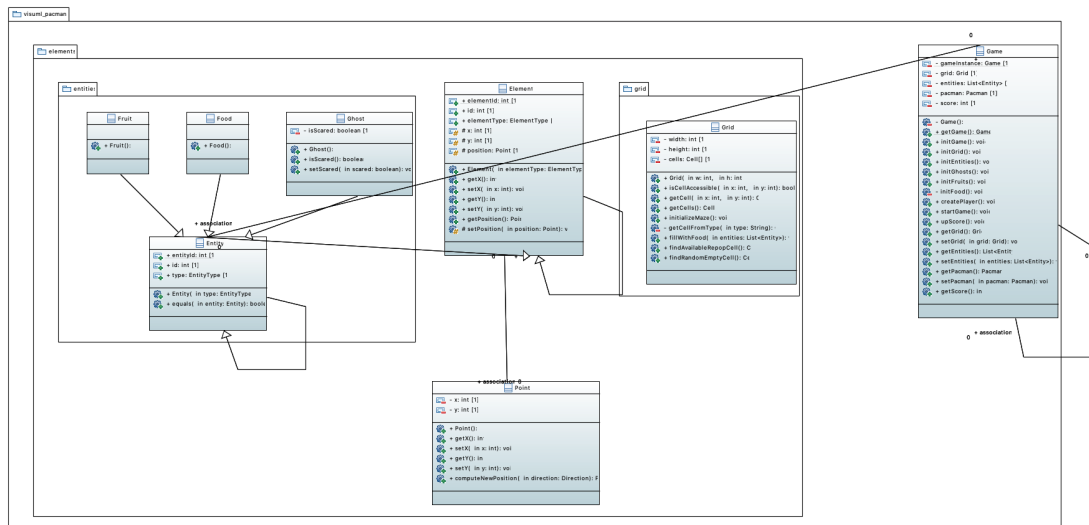 visuml_pacman
elements
entities
Fruit
+ Fruit():
Food
+ Food():
Ghost
- isScared: boolean [1
+ Ghost():
+ isScared(): boolea
+ setScared( in scared: boolean): vo
+ association
0
Entity
+ entityId: int [1
+ id: int [1]
+ type: EntityType [1
+ Entity( in type: EntityType
+ equals( in entity: Entity): boole
Element
+ elementId: int [1
+ id: int [1]
+ elementType: ElementType [
# x: int [1]
# y: int [1]
# position: Point [1
+ Element( in elementType: ElementTyp
+ getX(): in
+ setX( in x: int): voi
+ getY(): in
+ setY( in y: int): voi
+ getPosition(): Poi
# setPosition( in position: Point): v
grid
Grid
- width: int [1]
- height: int [1]
- cells: Cell[] [1
+ Grid( in w: int, in h: int
+ isCellAccessible( in x: int, in y: int): bool
+ getCell( in x: int, in y: int): C
+ getCells(): Cell
+ initializeMaze(): voi
- getCellFromType( in type: String):
+ fillWithFood( in entities: List<Entity>):
+ findAvailableRepopCell(): C
+ findRandomEmptyCell(): Ce
+ association 0
Point
- x: int [1]
- y: int [1]
+ Point():
+ getX(): in
+ setX( in x: int): voi
+ getY(): in
+ setY( in y: int): voi
+ computeNewPosition( in direction: Direction): P
0
Game
- gameInstance: Game [1
- grid: Grid [1
- entities: List<Entity> [
- pacman: Pacman [1]
- score: int [1
- Game():
+ getGame(): Game
+ initGame(): voi
+ initGrid(): voi
+ initEntities(): vo
+ initGhosts(): voi
+ initFruits(): voi
- initFood(): voi
+ createPlayer(): voi
+ startGame(): voi
+ upScore(): voi
+ getGrid(): Gri
+ setGrid( in grid: Grid): vo
+ getEntities(): List<Entit
+ setEntities( in entities: List<Entity>):
+ getPacman(): Pacmar
+ setPacman( in pacman: Pacman): voi
+ getScore(): in
0
+ association
0